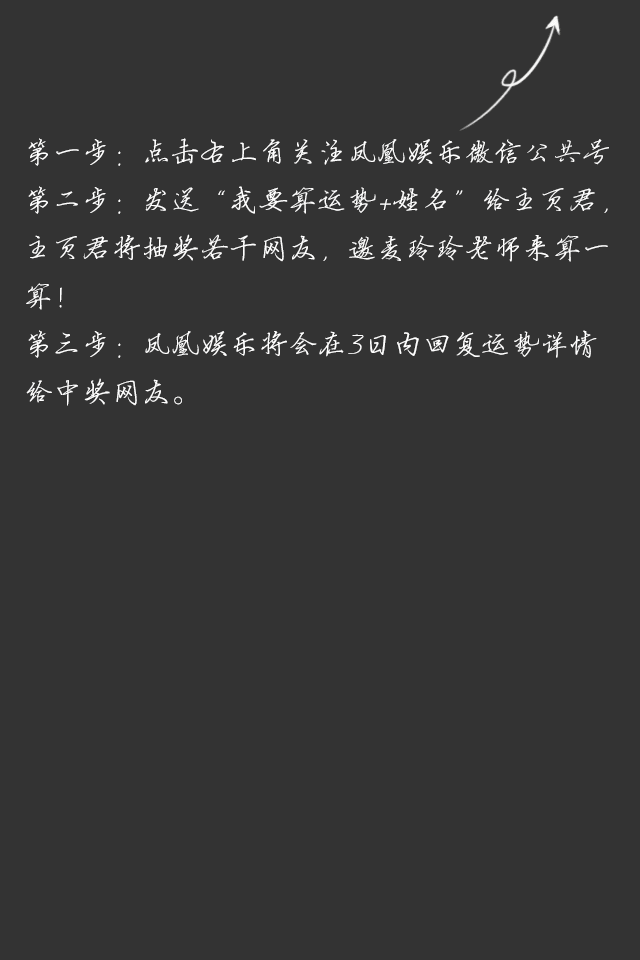 第一步：点击右上角关注凤凰娱乐微信公共号
第二步：发送“我要算运势+姓名”给主页君，
主页君将抽奖若干网友，邀麦玲玲老师来算一
算！
第三步：凤凰娱乐将会在3日内回复运势详情
给中奖网友。